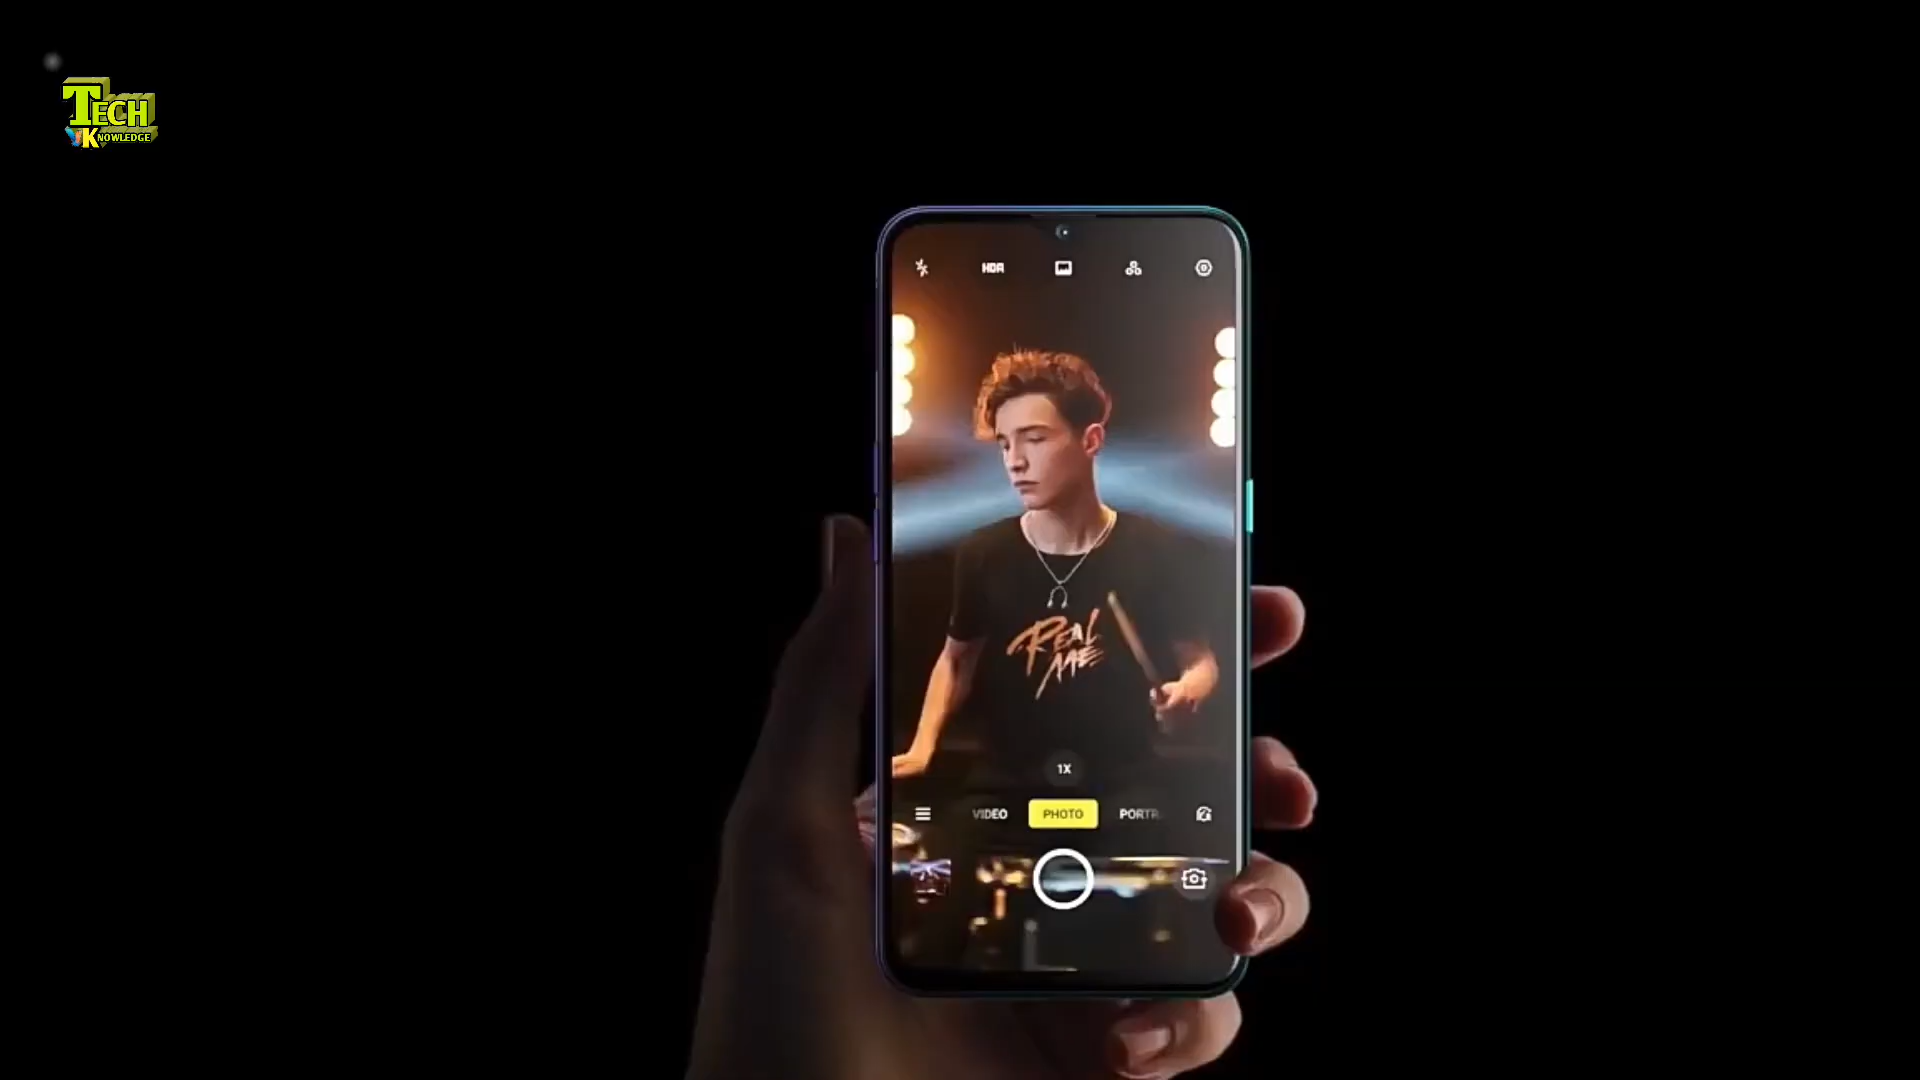 TECH
KNOWLEDGE
HDR
REAL
ME
1X
VIDEO PHOTO PORTR